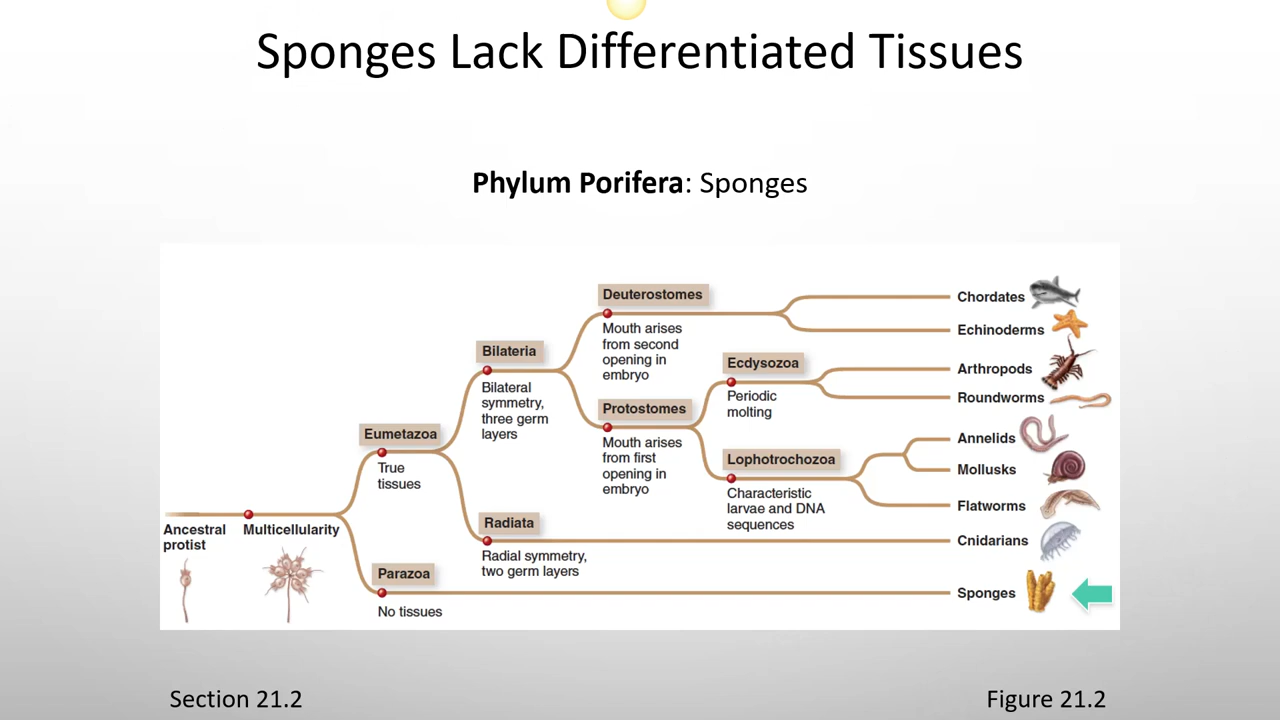 Sponges Lack Differentiated Tissues
Phylum Porifera: Sponges
Deuterostomes
Mouth arises
from second
opening in
embryo
Chordates
Echinoderms
Bilateria
Bilateral
symmetry,
three germ
layers
Ecdysozoa
Periodic
molting
Arthropods
Roundworms
Protostomes
Mouth arises
from first
opening in
embryo
Eumetazoa
True
tissues
Lophotrochozoa
Characteristic
larvae and DNA
sequences
Annelids
Mollusks
Flatworms
Radiata
Radial symmetry,
two germ layers
Cnidarians
Ancestral
protist
Multicellularity
Parazoa
No tissues
Sponges
Section 21.2
Figure 21.2